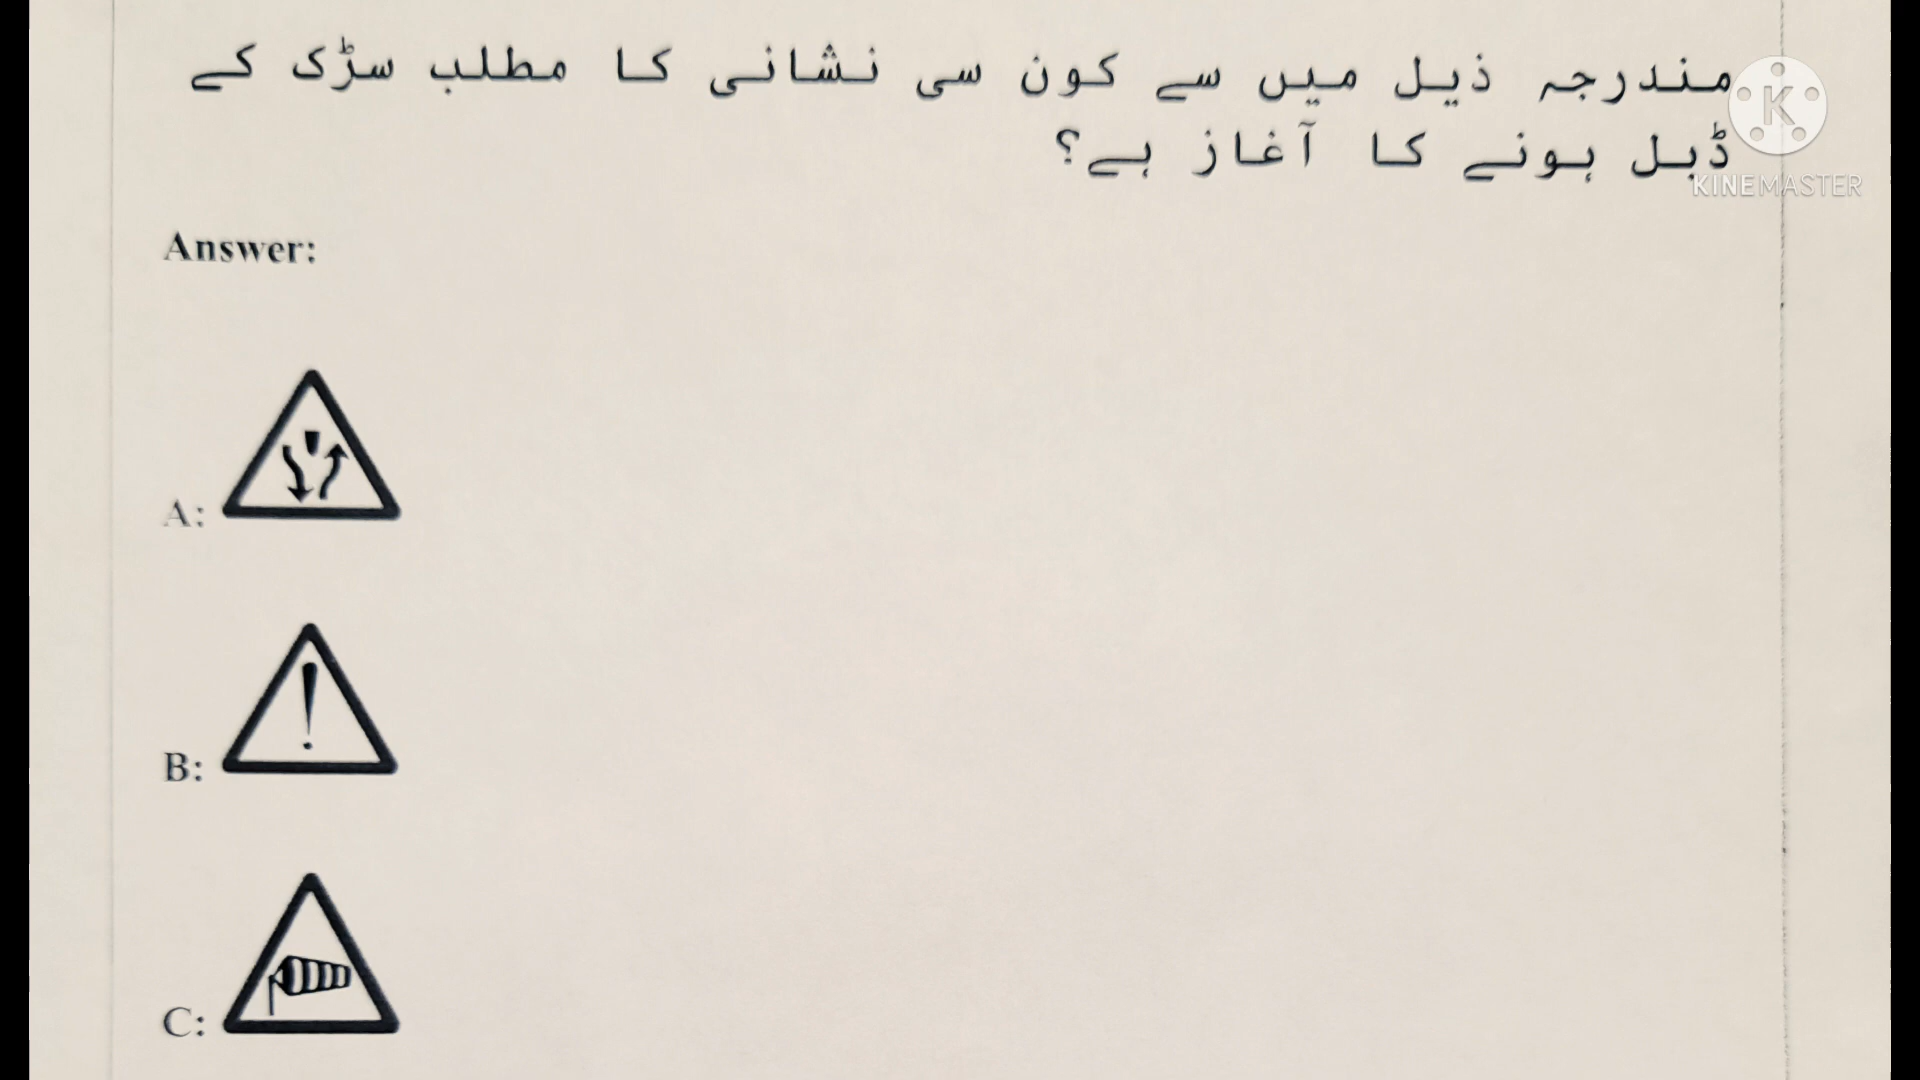 مندرجہ ذیل میں سے کون سی نشانی کا مطلب سڑک کے
ڈبل ہونے کا آغاز ہے؟
K
KINEMASTER
Answer:
A:
B:
C: